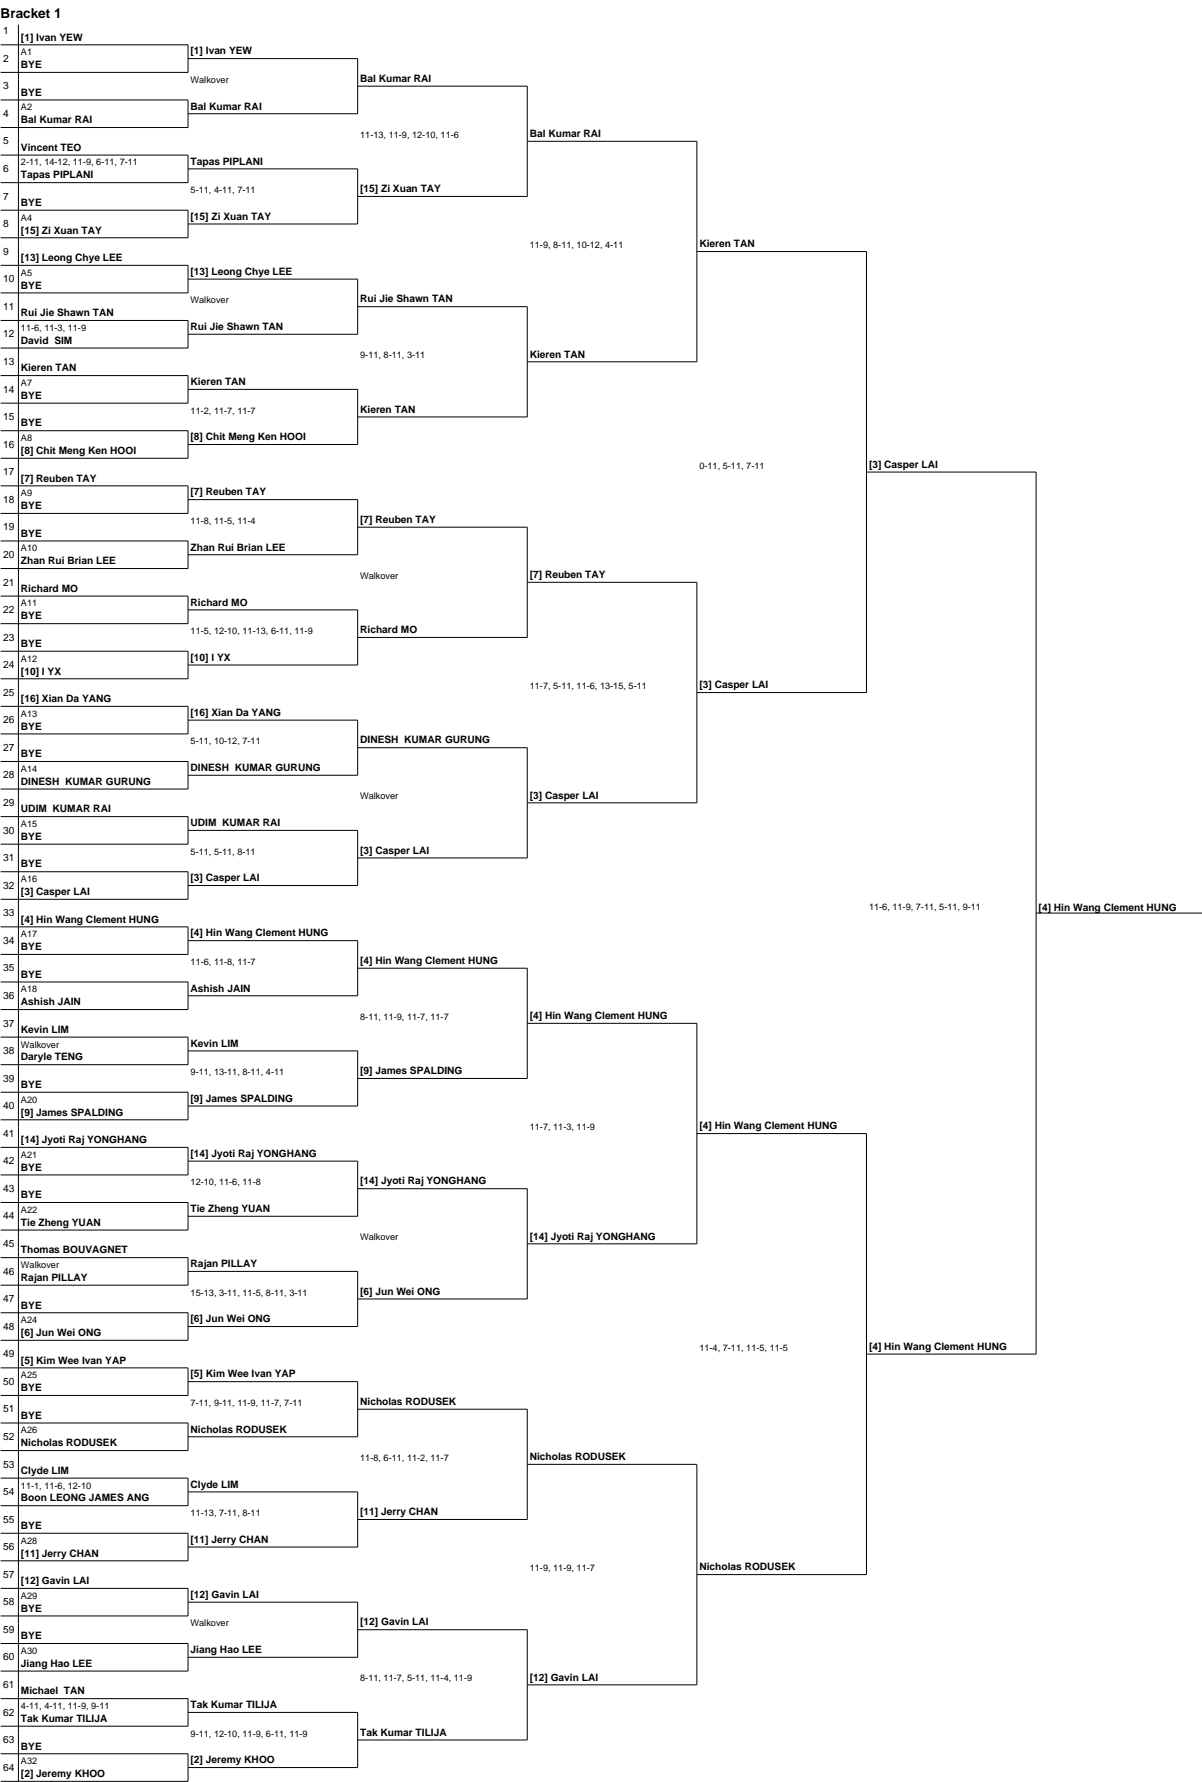 Bracket 1
1
[1] Ivan YEW
A1
[1] Ivan YEW
2
BYE
Walkover
Bal Kumar RAI
3
BYE
A2
Bal Kumar RAI
4
Bal Kumar RAI
11-13, 11-9, 12-10, 11-6
Bal Kumar RAI
5
Vincent TEO
2-11, 14-12, 11-9, 6-11, 7-11
Tapas PIPLANI
6
Tapas PIPLANI
5-11, 4-11, 7-11
[15] Zi Xuan TAY
7
BYE
A4
[15] Zi Xuan TAY
8
[15] Zi Xuan TAY
11-9, 8-11, 10-12, 4-11
Kieren TAN
9
[13] Leong Chye LEE
A5
[13] Leong Chye LEE
10
BYE
Walkover
Rui Jie Shawn TAN
11
Rui Jie Shawn TAN
11-6, 11-3, 11-9
Rui Jie Shawn TAN
12
David SIM
9-11, 8-11, 3-11
Kieren TAN
13
Kieren TAN
A7
Kieren TAN
14
BYE
11-2, 11-7, 11-7
Kieren TAN
15
BYE
A8
[8] Chit Meng Ken HOOI
16
[8] Chit Meng Ken HOOI
0-11, 5-11, 7-11
[3] Casper LAI
17
[7] Reuben TAY
A9
[7] Reuben TAY
18
BYE
11-8, 11-5, 11-4
[7] Reuben TAY
19
BYE
A10
Zhan Rui Brian LEE
20
Zhan Rui Brian LEE
Walkover
[7] Reuben TAY
21
Richard MO
A11
Richard MO
22
BYE
11-5, 12-10, 11-13, 6-11, 11-9
Richard MO
23
BYE
A12
[10] I YX
24
[10] I YX
11-7, 5-11, 11-6, 13-15, 5-11
[3] Casper LAI
25
[16] Xian Da YANG
A13
[16] Xian Da YANG
26
BYE
5-11, 10-12, 7-11
DINESH KUMAR GURUNG
27
BYE
A14
DINESH KUMAR GURUNG
28
DINESH KUMAR GURUNG
Walkover
[3] Casper LAI
29
UDIM KUMAR RAI
A15
UDIM KUMAR RAI
30
BYE
5-11, 5-11, 8-11
[3] Casper LAI
31
BYE
A16
[3] Casper LAI
32
[3] Casper LAI
11-6, 11-9, 7-11, 5-11, 9-11
[4] Hin Wang Clement HUNG
33
[4] Hin Wang Clement HUNG
A17
[4] Hin Wang Clement HUNG
34
BYE
11-6, 11-8, 11-7
[4] Hin Wang Clement HUNG
35
BYE
A18
Ashish JAIN
36
Ashish JAIN
8-11, 11-9, 11-7, 11-7
[4] Hin Wang Clement HUNG
37
Kevin LIM
Walkover
Kevin LIM
38
Daryle TENG
9-11, 13-11, 8-11, 4-11
[9] James SPALDING
39
BYE
A20
[9] James SPALDING
40
[9] James SPALDING
11-7, 11-3, 11-9
[4] Hin Wang Clement HUNG
41
[14] Jyoti Raj YONGHANG
A21
[14] Jyoti Raj YONGHANG
42
BYE
12-10, 11-6, 11-8
[14] Jyoti Raj YONGHANG
43
BYE
A22
Tie Zheng YUAN
44
Tie Zheng YUAN
Walkover
[14] Jyoti Raj YONGHANG
45
Thomas BOUVAGNET
Walkover
Rajan PILLAY
46
Rajan PILLAY
15-13, 3-11, 11-5, 8-11, 3-11
[6] Jun Wei ONG
47
BYE
A24
[6] Jun Wei ONG
48
[6] Jun Wei ONG
11-4, 7-11, 11-5, 11-5
[4] Hin Wang Clement HUNG
49
[5] Kim Wee Ivan YAP
A25
[5] Kim Wee Ivan YAP
50
BYE
7-11, 9-11, 11-9, 11-7, 7-11
Nicholas RODUSEK
51
BYE
A26
Nicholas RODUSEK
52
Nicholas RODUSEK
11-8, 6-11, 11-2, 11-7
Nicholas RODUSEK
53
Clyde LIM
11-1, 11-6, 12-10
Clyde LIM
54
Boon LEONG JAMES ANG
11-13, 7-11, 8-11
[11] Jerry CHAN
55
BYE
A28
[11] Jerry CHAN
56
[11] Jerry CHAN
11-9, 11-9, 11-7
Nicholas RODUSEK
57
[12] Gavin LAI
A29
[12] Gavin LAI
58
BYE
Walkover
[12] Gavin LAI
59
BYE
A30
Jiang Hao LEE
60
Jiang Hao LEE
8-11, 11-7, 5-11, 11-4, 11-9
[12] Gavin LAI
61
Michael TAN
4-11, 4-11, 11-9, 9-11
Tak Kumar TILIJA
62
Tak Kumar TILIJA
9-11, 12-10, 11-9, 6-11, 11-9
Tak Kumar TILIJA
63
BYE
A32
[2] Jeremy KHOO
64
[2] Jeremy KHOO